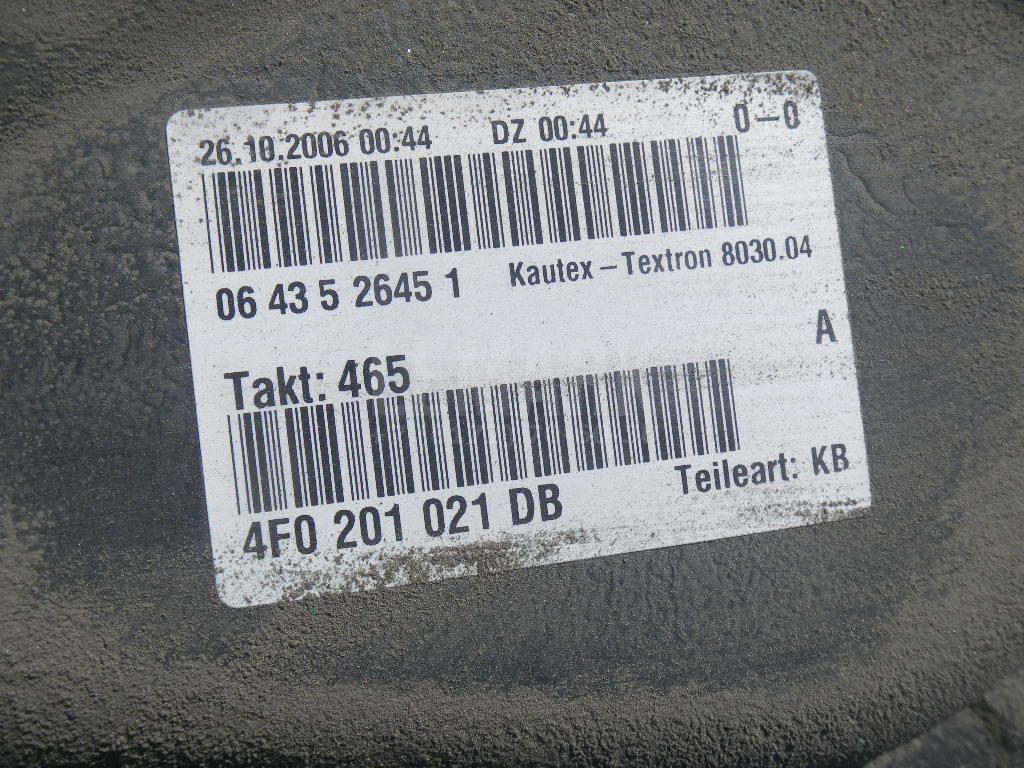 26.10.2006 00:44 DZ 00:44 0-0
06 43 5 2645 1 Kautex-Textron 8030.04
A
Takt: 465
Teileart: KB
4F0 201 021 DB